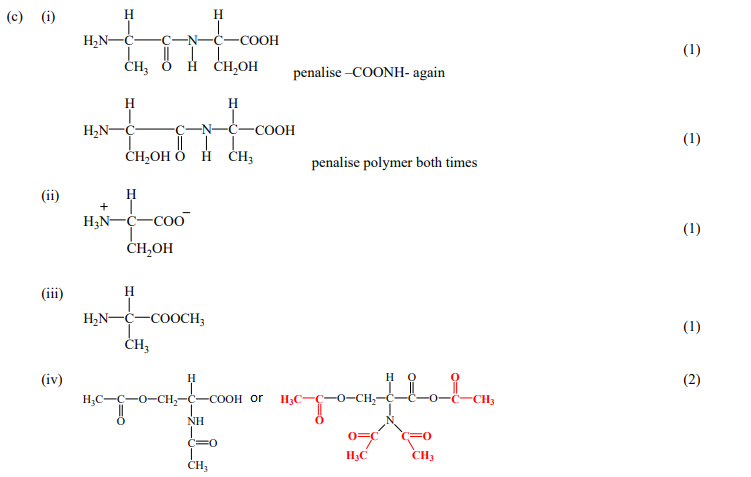 (c) (i)
H H
H₂N—C—C—N—C—COOH (1)
CH₃ O H CH₂OH penalise –COONH- again
H H
H₂N—C—C—N—C—COOH (1)
CH₂OH O H CH₃ penalise polymer both times
(ii) H
+ −
H₃N—C—COO (1)
CH₂OH
(iii) H
H₂N—C—COOCH₃ (1)
CH₃
(iv) H H O O (2)
H₃C—C—O—CH₂—C—COOH or H₃C—C—O—CH₂—C—C—O—C—CH₃
O NH O N
C=O O=C C=O
CH₃ H₃C CH₃